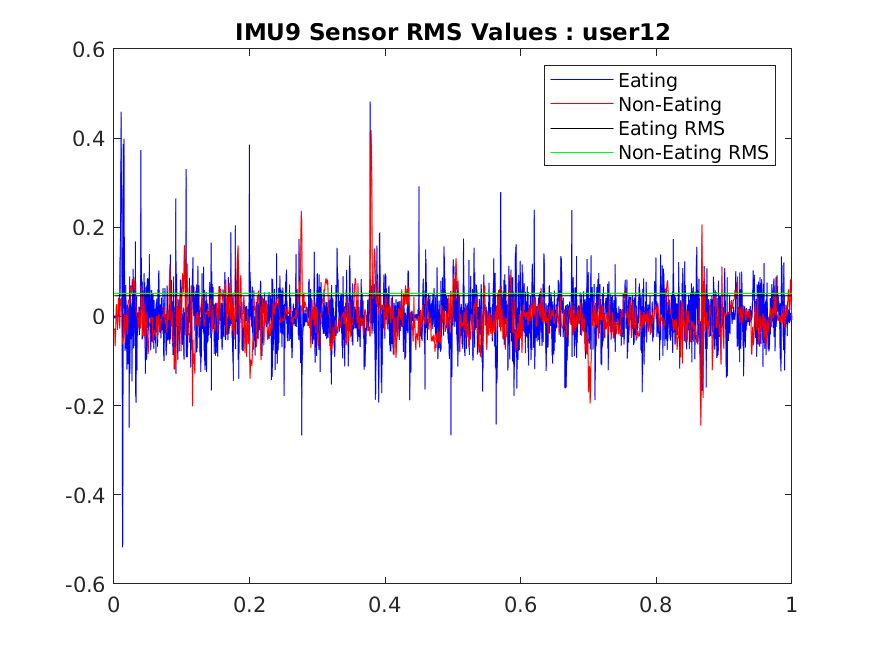 IMU9 Sensor RMS Values : user12
0.6
0.4
0.2
0
-0.2
-0.4
-0.6
Eating
Non-Eating
Eating RMS
Non-Eating RMS
0 0.2 0.4 0.6 0.8 1